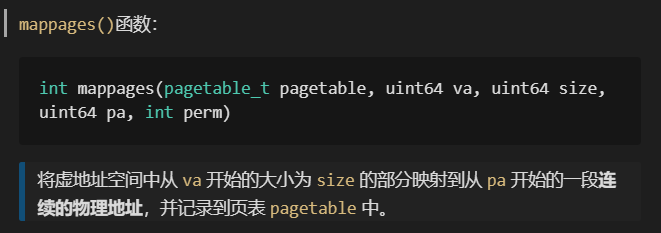 mappages()函数:
int mappages(pagetable_t pagetable, uint64 va, uint64 size,
uint64 pa, int perm)
将虚地址空间中从 va 开始的大小为 size 的部分映射到从 pa 开始的一段连
续的物理地址，并记录到页表 pagetable 中。